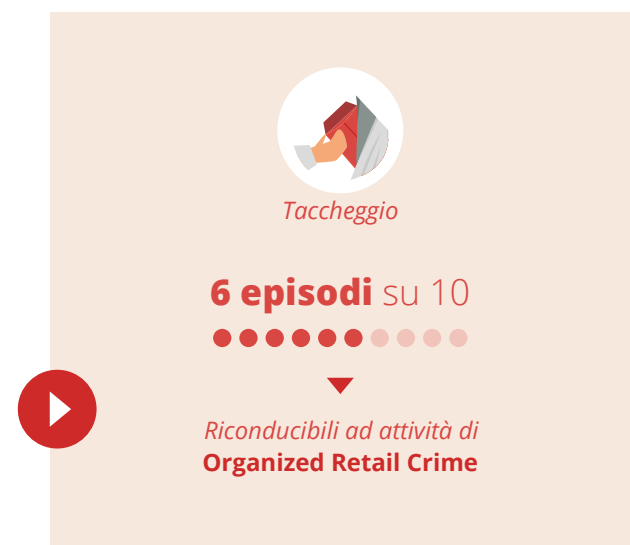 Taccheggio
6 episodi su 10
Riconducibili ad attività di
Organized Retail Crime